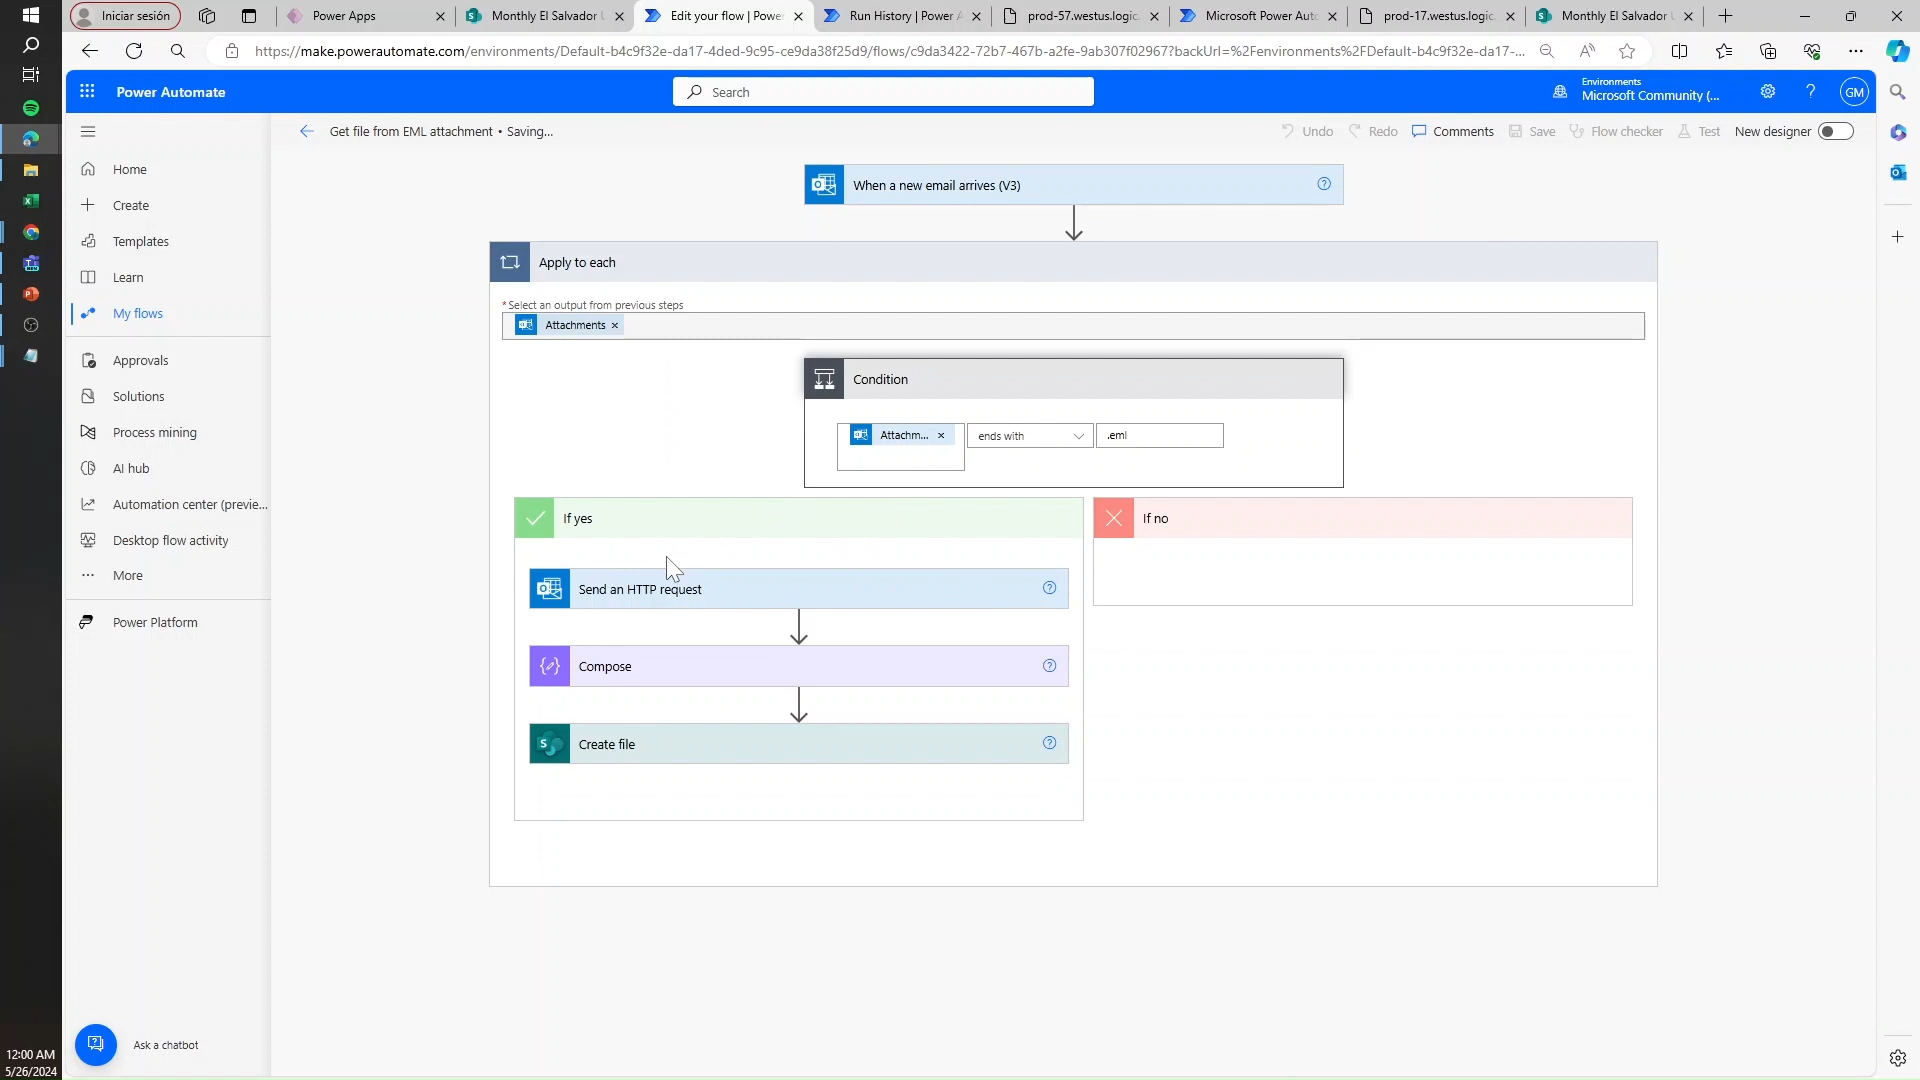 Iniciar sesión
Power Apps
Monthly El Salvador U
Edit your flow | Power
Run History | Power A
prod-57.westus.logic.
Microsoft Power Auto
prod-17.westus.logic.
Monthly El Salvador U
https://make.powerautomate.com/environments/Default-b4c9f32e-da17-4ded-9c95-ce9da38f25d9/flows/c9da3422-72b7-467b-a2fe-9ab307f02967?backUrl=%2Fenvironments%2FDefault-b4c9f32e-da17-...
Power Automate
Search
Environments
Microsoft Community (...
GM
Get file from EML attachment • Saving...
Undo
Redo
Comments
Save
Flow checker
Test
New designer
Home
Create
Templates
Learn
My flows
Approvals
Solutions
Process mining
AI hub
Automation center (previe...
Desktop flow activity
More
Power Platform
Ask a chatbot
When a new email arrives (V3)
Apply to each
* Select an output from previous steps
Attachments ×
Condition
Attachm... ×
ends with
.eml
If yes
If no
Send an HTTP request
Compose
Create file
12:00 AM
5/26/2024